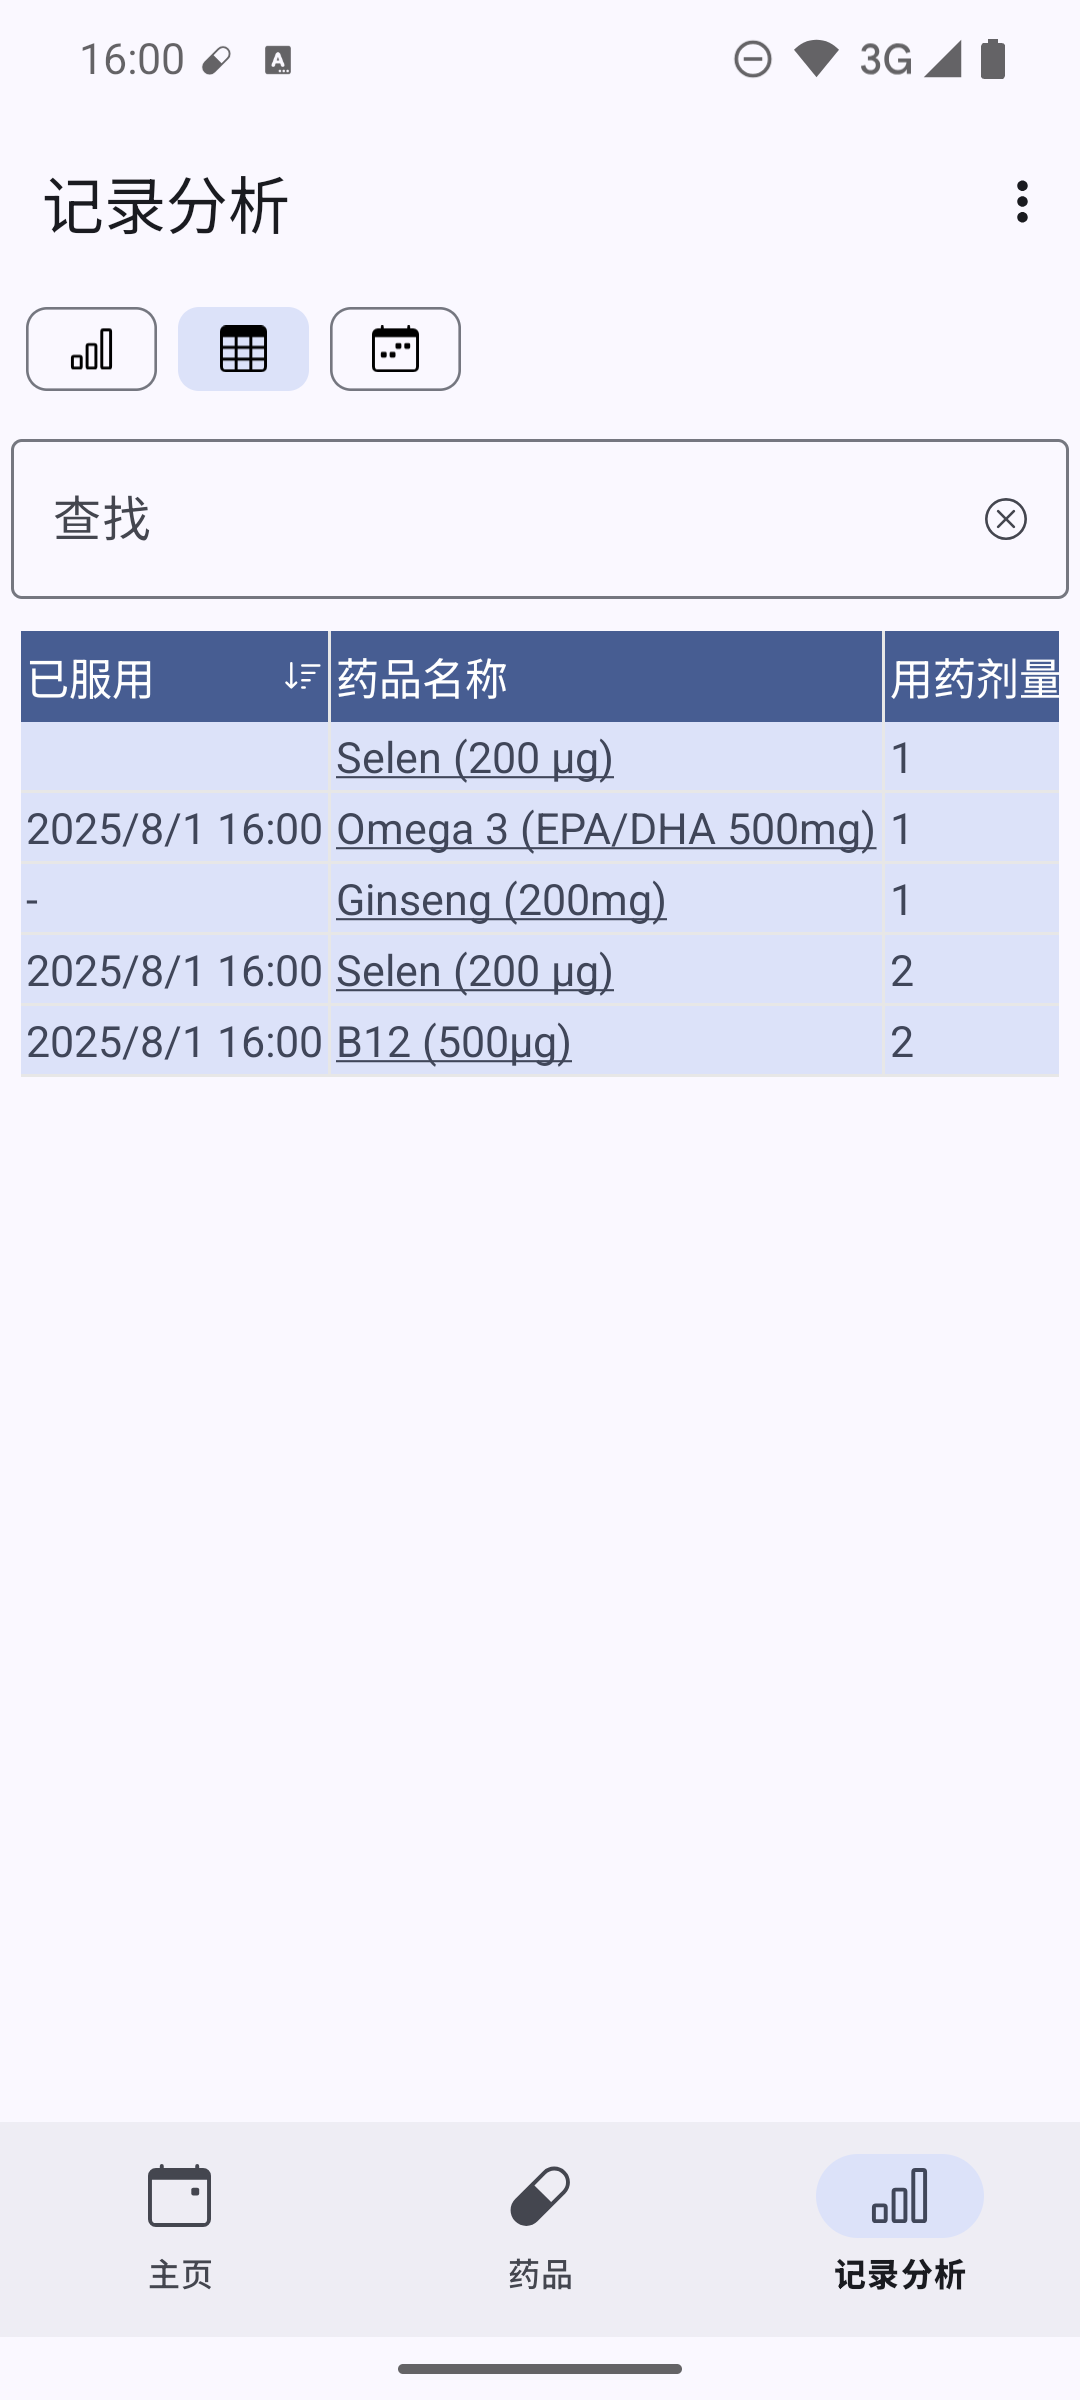 16:00
3G
记录分析
查找
已服用 药品名称 用药剂量
Selen (200 µg) 1
2025/8/1 16:00 Omega 3 (EPA/DHA 500mg) 1
- Ginseng (200mg) 1
2025/8/1 16:00 Selen (200 µg) 2
2025/8/1 16:00 B12 (500µg) 2
主页 药品 记录分析